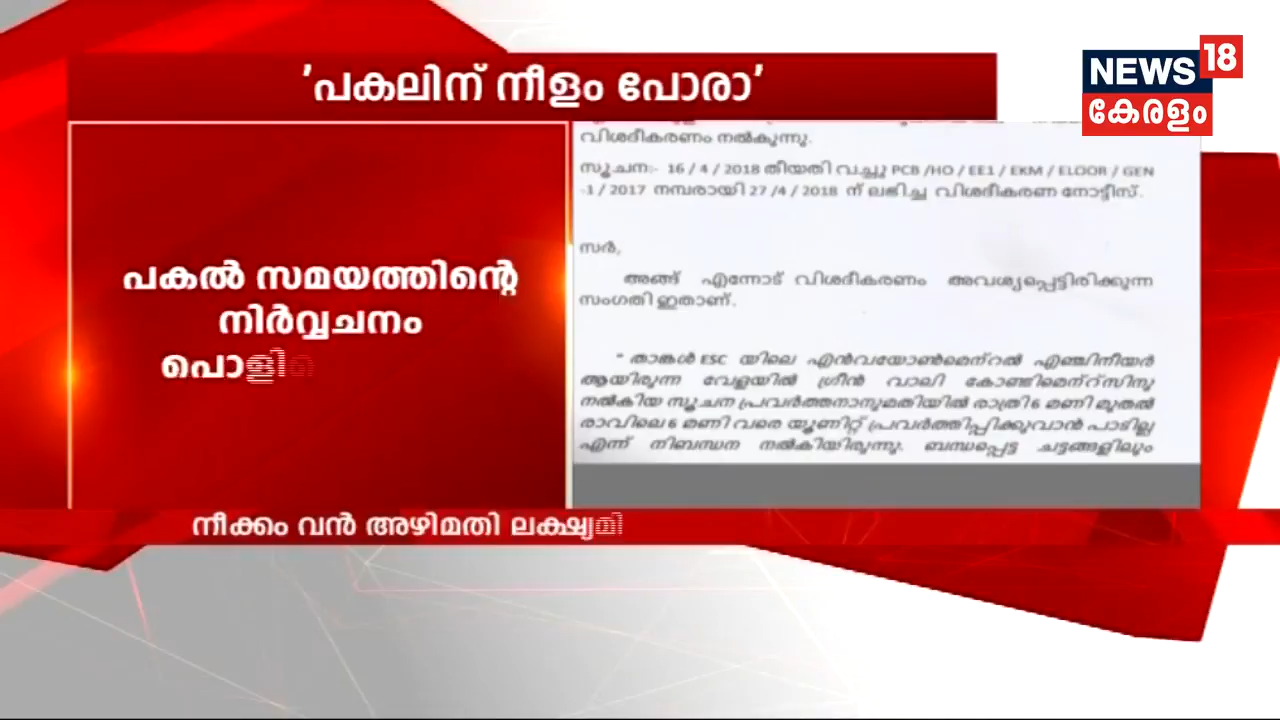 'പകലിന് നീളം പോരാ'
NEWS 18
കേരളം
പകൽ സമയത്തിന്റെ
നിർവ്വചനം
വിശദീകരണം നൽകുന്നു.
സൂചന:- 16 / 4 / 2018 തീയതി വച്ചു PCB /HO / EE1 / EKM / ELOOR / GEN
-1 / 2017 നമ്പരായി 27 /4 / 2018 ന് ലഭിച്ച വിശദീകരണ നോട്ടീസ്.
സർ,
അങ്ങ് എന്നോട് വിശദീകരണം അവശ്യപ്പെട്ടിരിക്കുന്ന
സംഗതി ഇതാണ്.
" താങ്കൾ ESC യിലെ എൻവയോൺമെന്റൽ എഞ്ചിനീയർ
ആയിരുന്ന വേളയിൽ ഗ്രീൻ വാലി കോണ്ടിമെന്റ്സിനു
നൽകിയ സൂചന പ്രവർത്തനാനുമതിയിൽ രാത്രി 6 മണി മുതൽ
രാവിലെ 6 മണി വരെ യൂണിറ്റ് പ്രവർത്തിപ്പിക്കുവാൻ പാടില്ല
എന്ന് നിബന്ധന നൽകിയിരുന്നു. ബന്ധപ്പെട്ട ചട്ടങ്ങളിലും
നീക്കം വൻ അഴിമതി